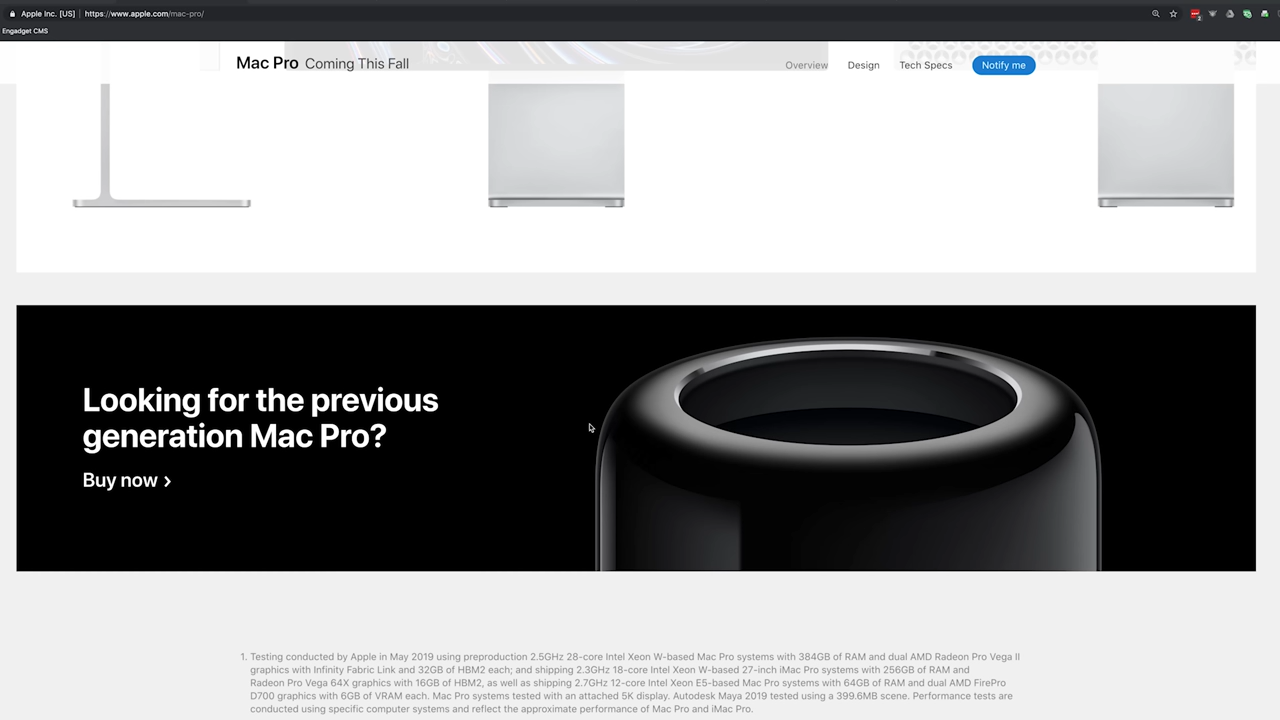 Apple Inc. [US] | https://www.apple.com/mac-pro/
Engadget CMS
Mac Pro Coming This Fall
Overview Design Tech Specs Notify me
Looking for the previous
generation Mac Pro?
Buy now ›
1. Testing conducted by Apple in May 2019 using preproduction 2.5GHz 28-core Intel Xeon W-based Mac Pro systems with 384GB of RAM and dual AMD Radeon Pro Vega II
graphics with Infinity Fabric Link and 32GB of HBM2 each; and shipping 2.3GHz 18-core Intel Xeon W-based 27-inch iMac Pro systems with 256GB of RAM and
Radeon Pro Vega 64X graphics with 16GB of HBM2, as well as shipping 2.7GHz 12-core Intel Xeon E5-based Mac Pro systems with 64GB of RAM and dual AMD FirePro
D700 graphics with 6GB of VRAM each. Mac Pro systems tested with an attached 5K display. Autodesk Maya 2019 tested using a 399.6MB scene. Performance tests are
conducted using specific computer systems and reflect the approximate performance of Mac Pro and iMac Pro.